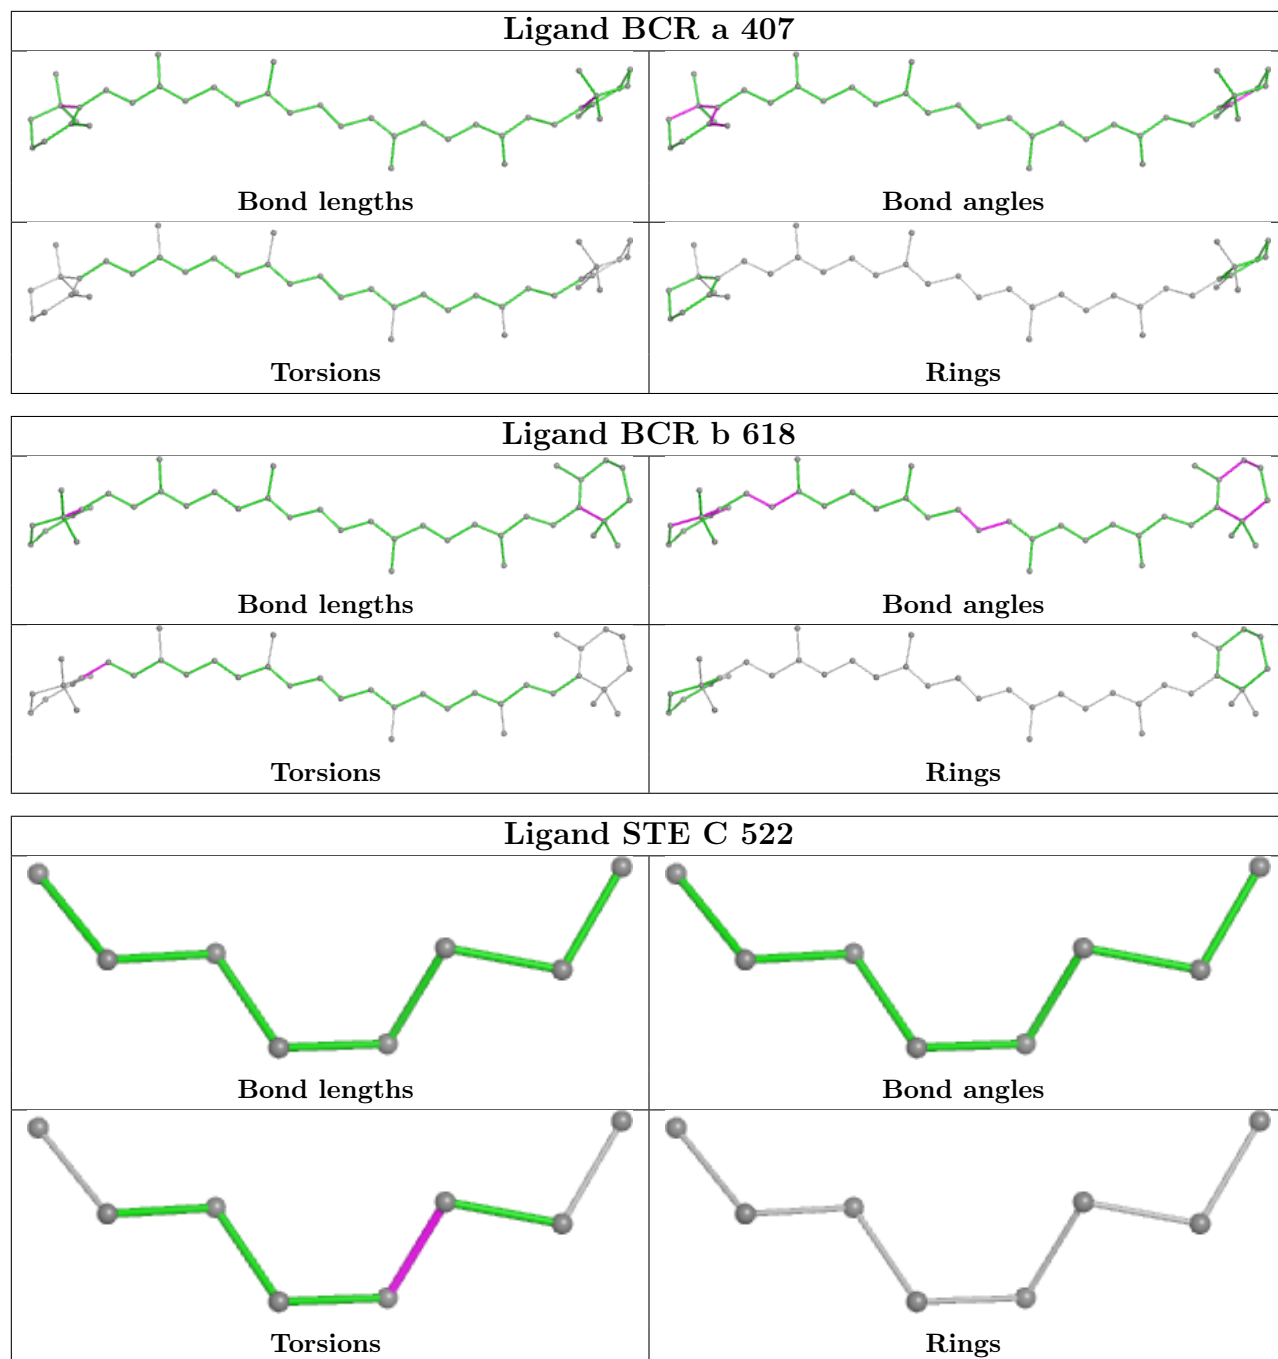 Ligand BCR a 407
Bond lengths
Bond angles
Torsions
Rings
Ligand BCR b 618
Bond lengths
Bond angles
Torsions
Rings
Ligand STE C 522
Bond lengths
Bond angles
Torsions
Rings